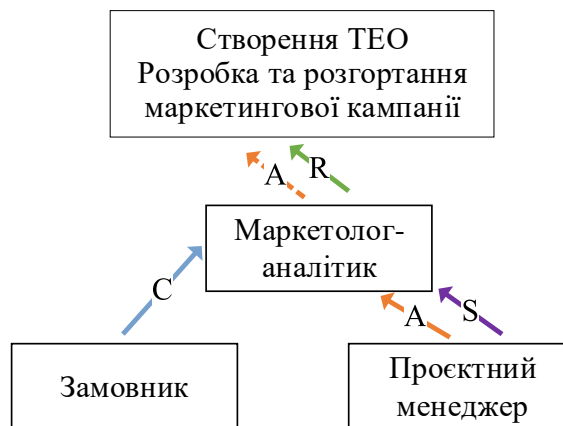 Створення ТЕО
Розробка та розгортання
маркетингової кампанії
A R
Маркетолог-
аналітик
C A S
Замовник
Проєктний
менеджер